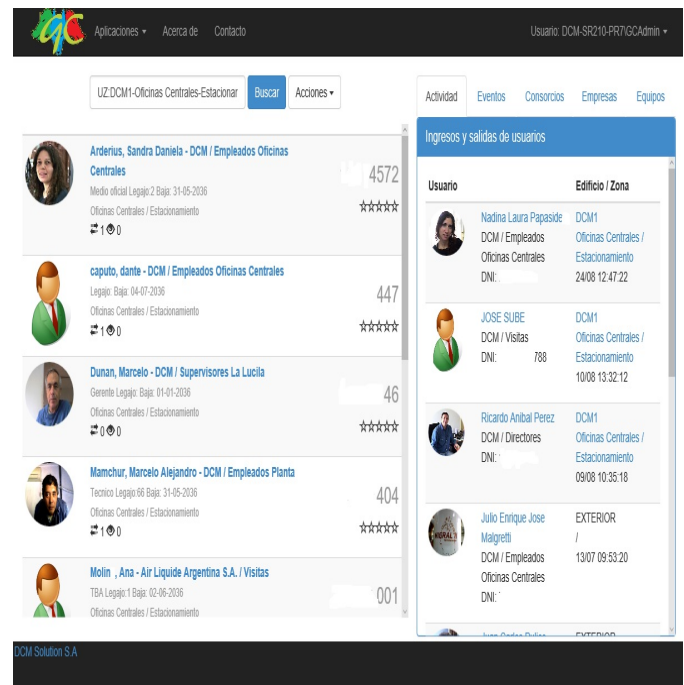 GC
Aplicaciones
Acerca de
Contacto
Usuario: DCM-SR210-PR7\GCAdmin
UZ:DCM1-Oficinas Centrales-Estacionar
Buscar
Acciones
Arderius, Sandra Daniela - DCM / Empleados Oficinas
Centrales
Medio oficial Legajo:2 Baja: 31-05-2036
Oficinas Centrales / Estacionamiento
1 0
4572
caputo, dante - DCM / Empleados Oficinas Centrales
Legajo: Baja: 04-07-2036
Oficinas Centrales / Estacionamiento
1 0
447
Dunan, Marcelo - DCM / Supervisores La Lucila
Gerente Legajo: Baja: 01-01-2036
Oficinas Centrales / Estacionamiento
0 0
46
Mamchur, Marcelo Alejandro - DCM / Empleados Planta
Tecnico Legajo:66 Baja: 31-05-2036
Oficinas Centrales / Estacionamiento
1 0
404
Molin , Ana - Air Liquide Argentina S.A. / Visitas
TBA Legajo:1 Baja: 02-06-2036
Oficinas Centrales / Estacionamiento
001
Actividad
Eventos
Consorcios
Empresas
Equipos
Ingresos y salidas de usuarios
Usuario
Edificio / Zona
Nadina Laura Papaside
DCM / Empleados
Oficinas Centrales
DNI:
DCM1
Oficinas Centrales /
Estacionamiento
24/08 12:47:22
JOSE SUBE
DCM / Visitas
DNI: 788
DCM1
Oficinas Centrales /
Estacionamiento
10/08 13:32:12
Ricardo Anibal Perez
DCM / Directores
DNI:
DCM1
Oficinas Centrales /
Estacionamiento
09/08 10:35:18
Julio Enrique Jose
Malgretti
DCM / Empleados
Oficinas Centrales
DNI:
EXTERIOR
/
13/07 09:53:20
EXTERIOR
DCM Solution S.A